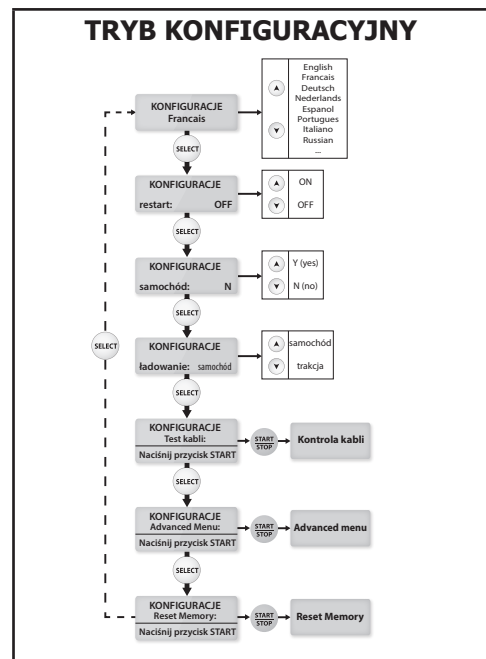 TRYB KONFIGURACYJNY
KONFIGURACJE
Francais
English
Francais
Deutsch
Nederlands
Espanol
Portugues
Italiano
Russian
...
SELECT
KONFIGURACJE
restart: OFF
ON
OFF
SELECT
KONFIGURACJE
samochód: N
Y (yes)
N (no)
SELECT
SELECT
KONFIGURACJE
ładowanie: samochód
samochód
trakcja
SELECT
KONFIGURACJE
Test kabli:
Naciśnij przycisk START
START
STOP
Kontrola kabli
SELECT
KONFIGURACJE
Advanced Menu:
Naciśnij przycisk START
START
STOP
Advanced menu
SELECT
KONFIGURACJE
Reset Memory:
Naciśnij przycisk START
START
STOP
Reset Memory